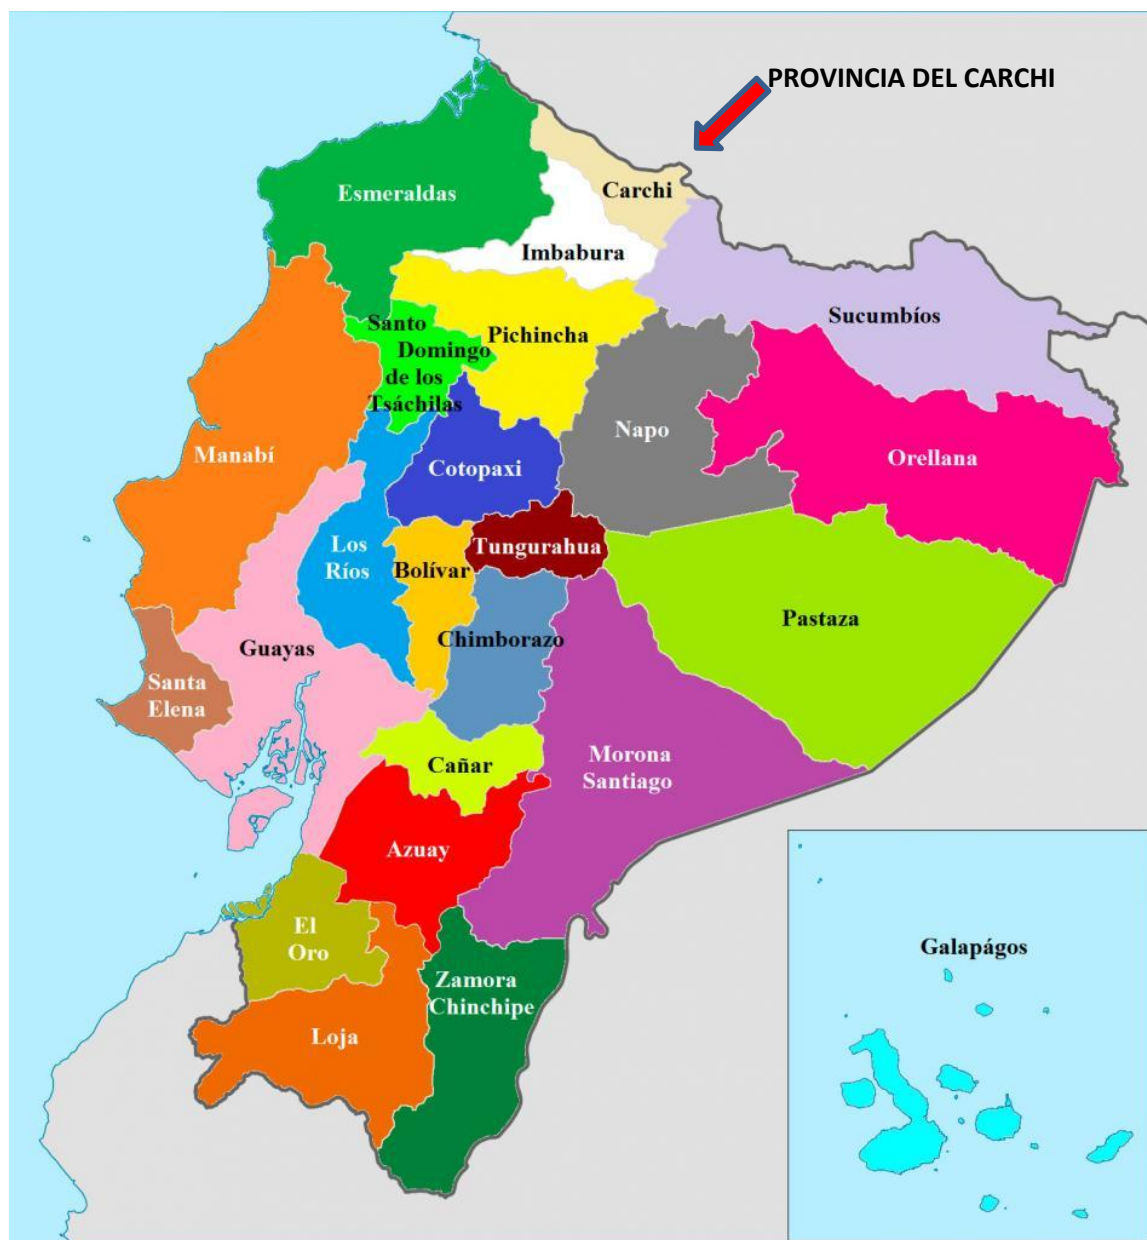 PROVINCIA DEL CARCHI
Carchi
Esmeraldas
Imbabura
Sucumbíos
Santo
Domingo
de los
Tsáchilas
Pichincha
Napo
Orellana
Manabí
Cotopaxi
Los
Ríos
Bolívar
Tungurahua
Pastaza
Chimborazo
Guayas
Santa
Elena
Cañar
Morona
Santiago
Azuay
El
Oro
Galapágos
Zamora
Chinchipe
Loja